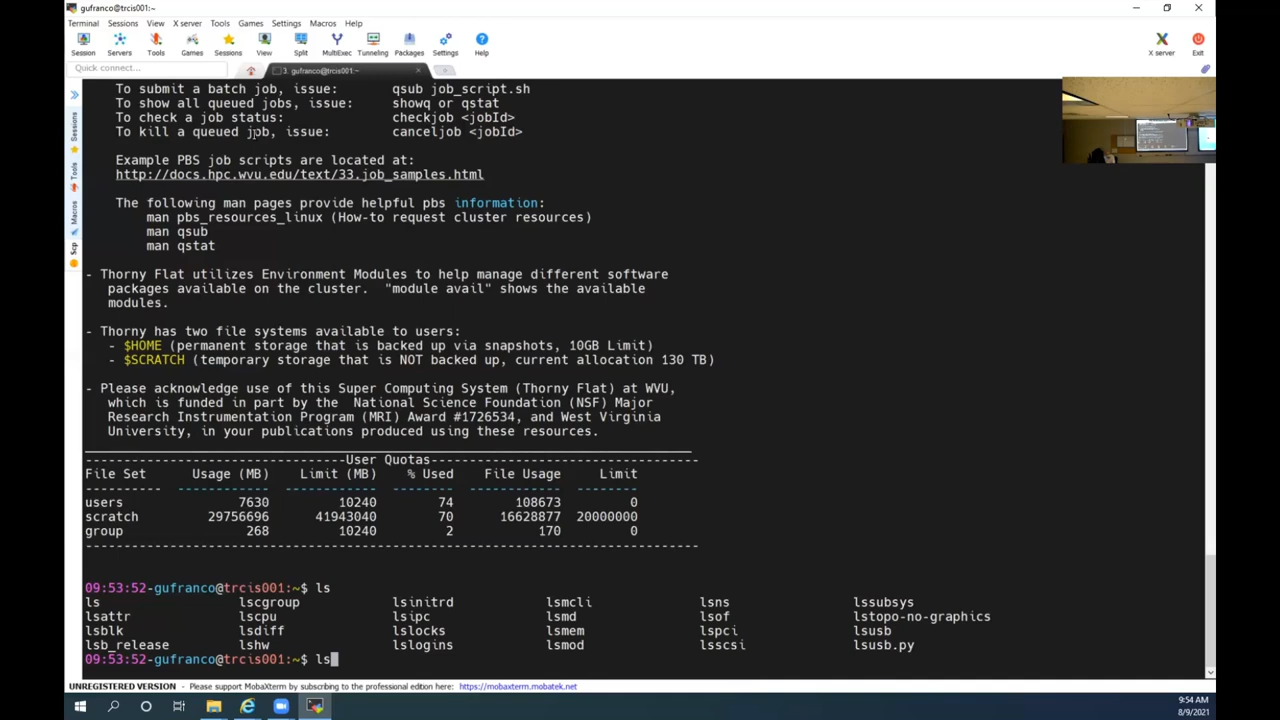 gufranco@trcis001:~
Terminal Sessions View X server Tools Games Settings Macros Help
Session Servers Tools Games Sessions View Split MultiExec Tunneling Packages Settings Help X server Exit
Quick connect... 3. gufranco@trcis001:~
Sessions
Tools
Macros
Scp
To submit a batch job, issue: qsub job_script.sh
To show all queued jobs, issue: showq or qstat
To check a job status: checkjob <jobId>
To kill a queued job, issue: canceljob <jobId>
Example PBS job scripts are located at:
http://docs.hpc.wvu.edu/text/33.job_samples.html
The following man pages provide helpful pbs information:
man pbs_resources_linux (How-to request cluster resources)
man qsub
man qstat
- Thorny Flat utilizes Environment Modules to help manage different software
packages available on the cluster. "module avail" shows the available
modules.
- Thorny has two file systems available to users:
- $HOME (permanent storage that is backed up via snapshots, 10GB Limit)
- $SCRATCH (temporary storage that is NOT backed up, current allocation 130 TB)
- Please acknowledge use of this Super Computing System (Thorny Flat) at WVU,
which is funded in part by the National Science Foundation (NSF) Major
Research Instrumentation Program (MRI) Award #1726534, and West Virginia
University, in your publications produced using these resources.
---------------------------------User Quotas-----------------------------------
File Set Usage (MB) Limit (MB) % Used File Usage Limit
---------- ------------ ------------ -------- ---------- --------
users 7630 10240 74 108673 0
scratch 29756696 41943040 70 16628877 20000000
group 268 10240 2 170 0
--------------------------------------------------------------------------------
09:53:52-gufranco@trcis001:~$ ls
ls lscgroup lsinitrd lsmcli lsns lssubsys
lsattr lscpu lsipc lsmd lsof lstopo-no-graphics
lsblk lsdiff lslocks lsmem lspci lsusb
lsb_release lshw lslogins lsmod lsscsi lsusb.py
09:53:52-gufranco@trcis001:~$ ls
UNREGISTERED VERSION - Please support MobaXterm by subscribing to the professional edition here: https://mobaxterm.mobatek.net
9:54 AM
8/9/2021